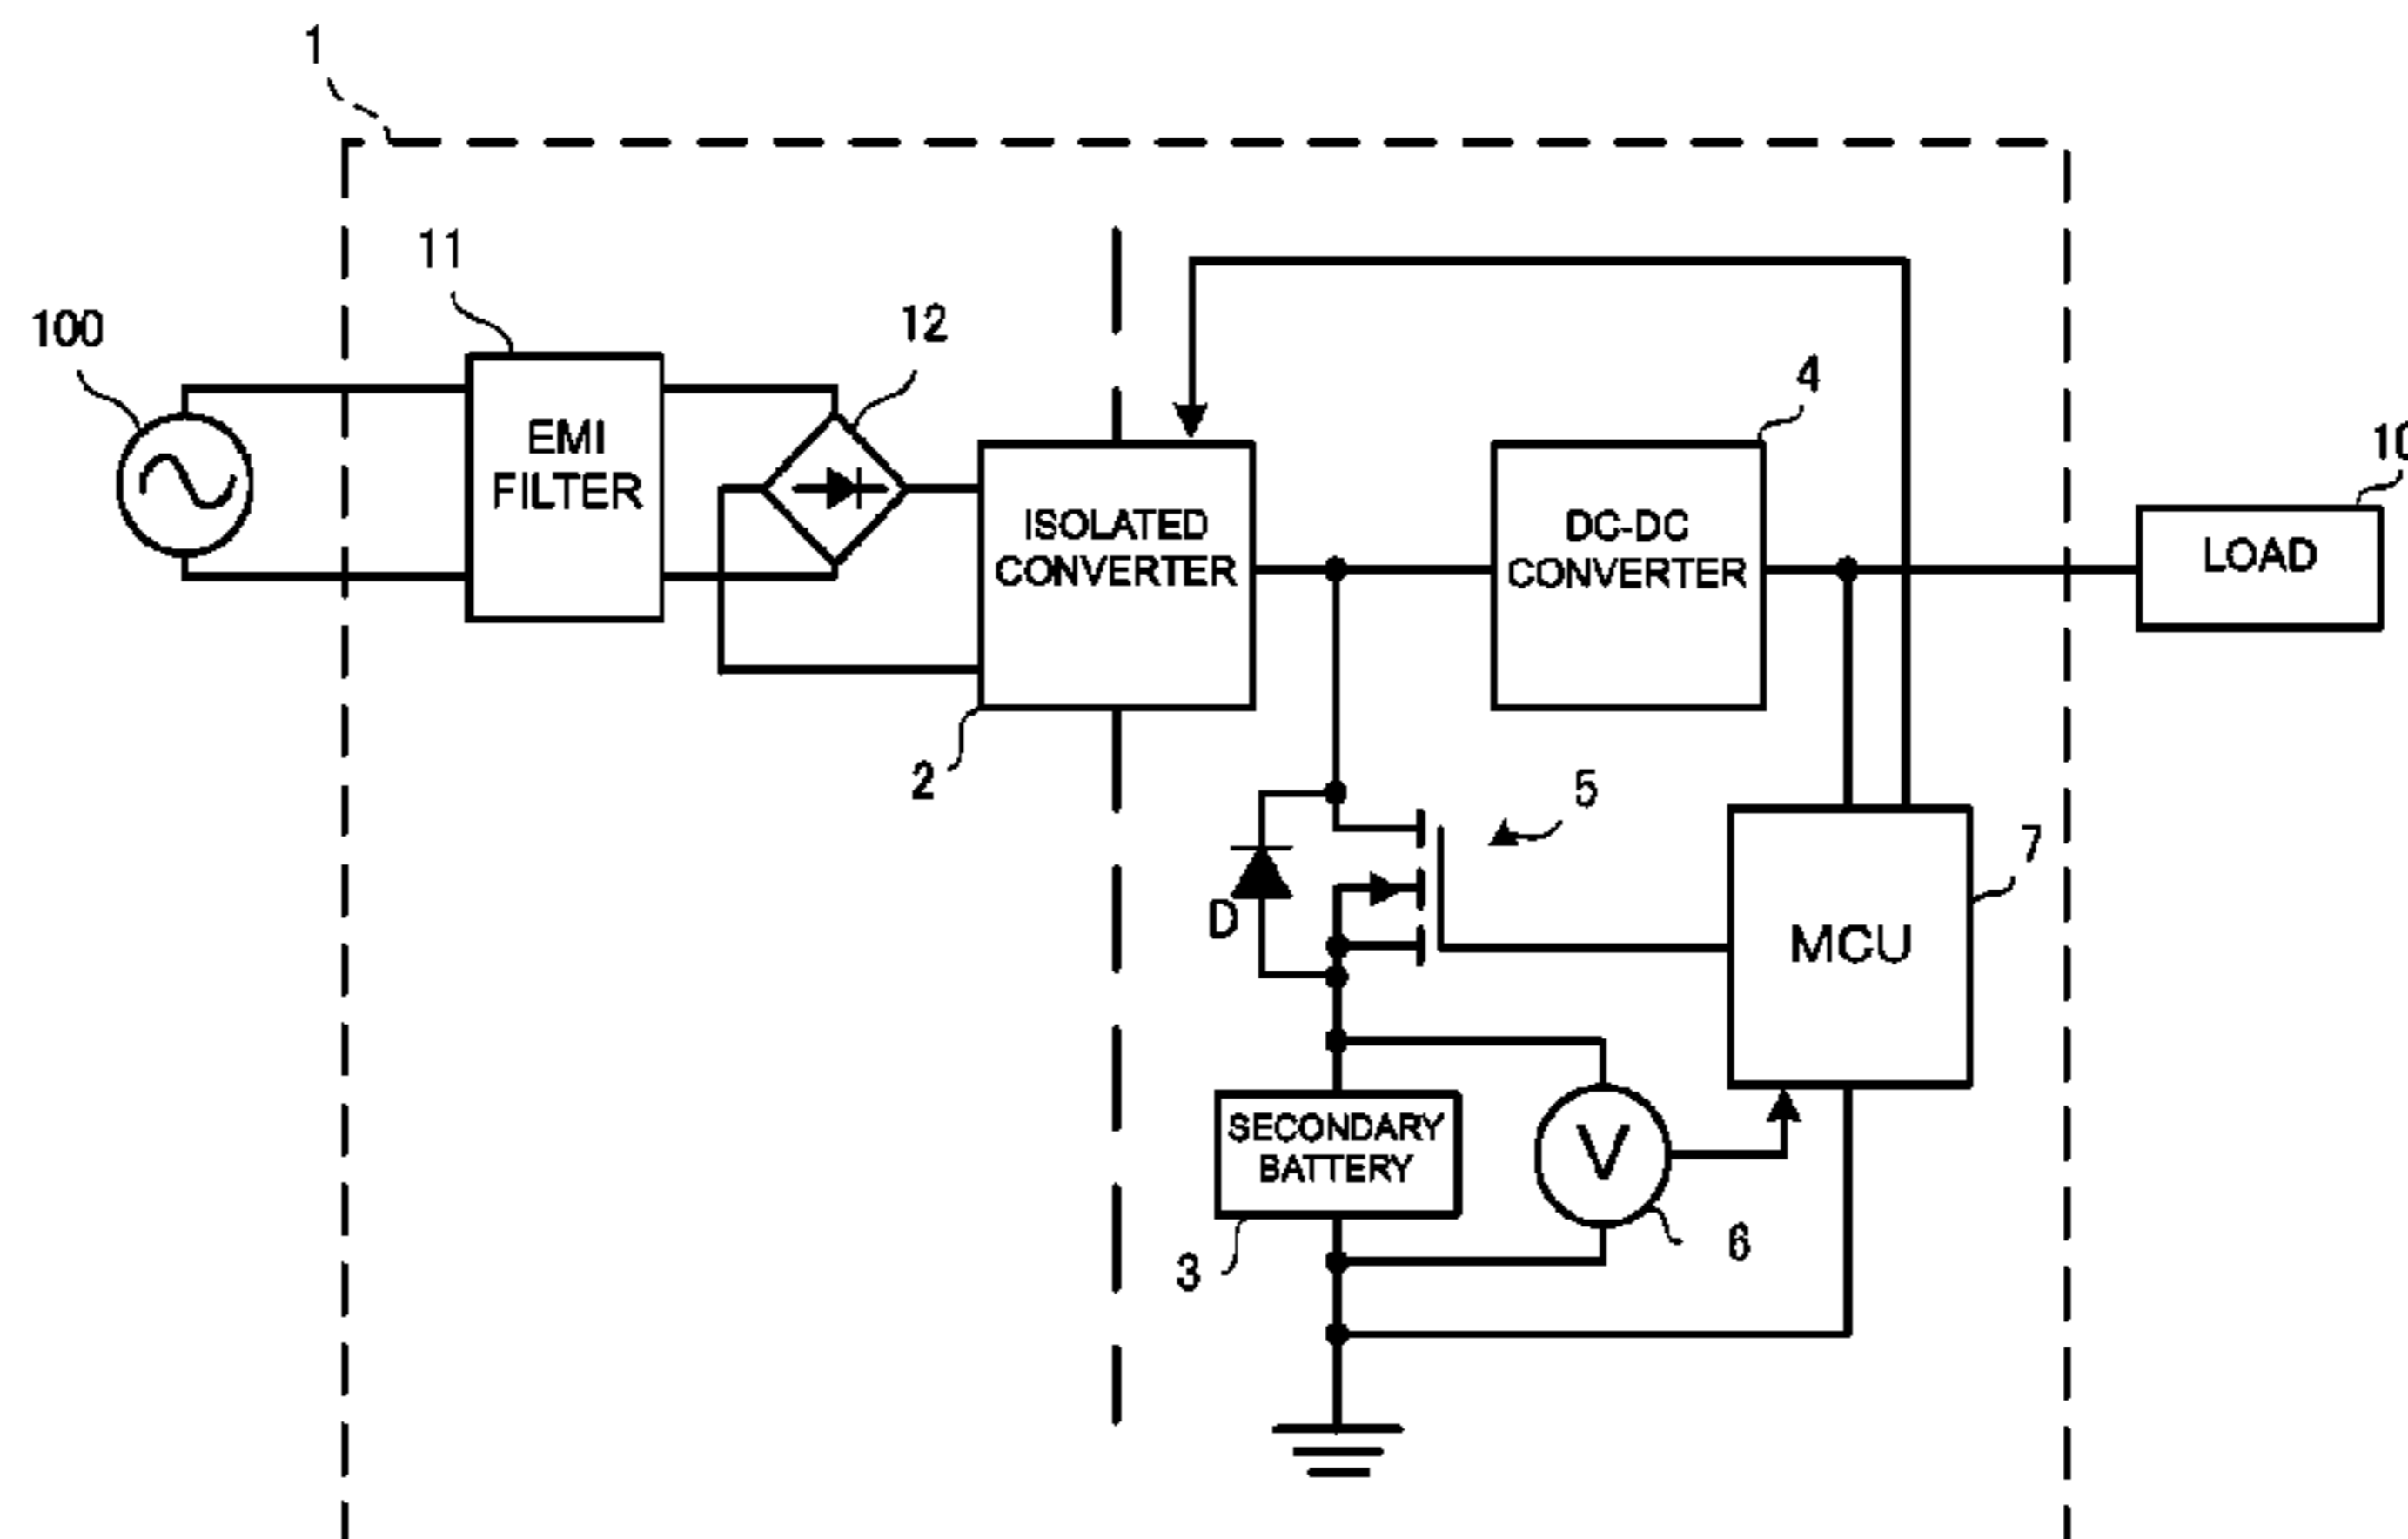 1
11
100
12
4
10
EMI
FILTER
ISOLATED
CONVERTER
DC-DC
CONVERTER
LOAD
2
5
7
D
MCU
SECONDARY
BATTERY
V
3
6